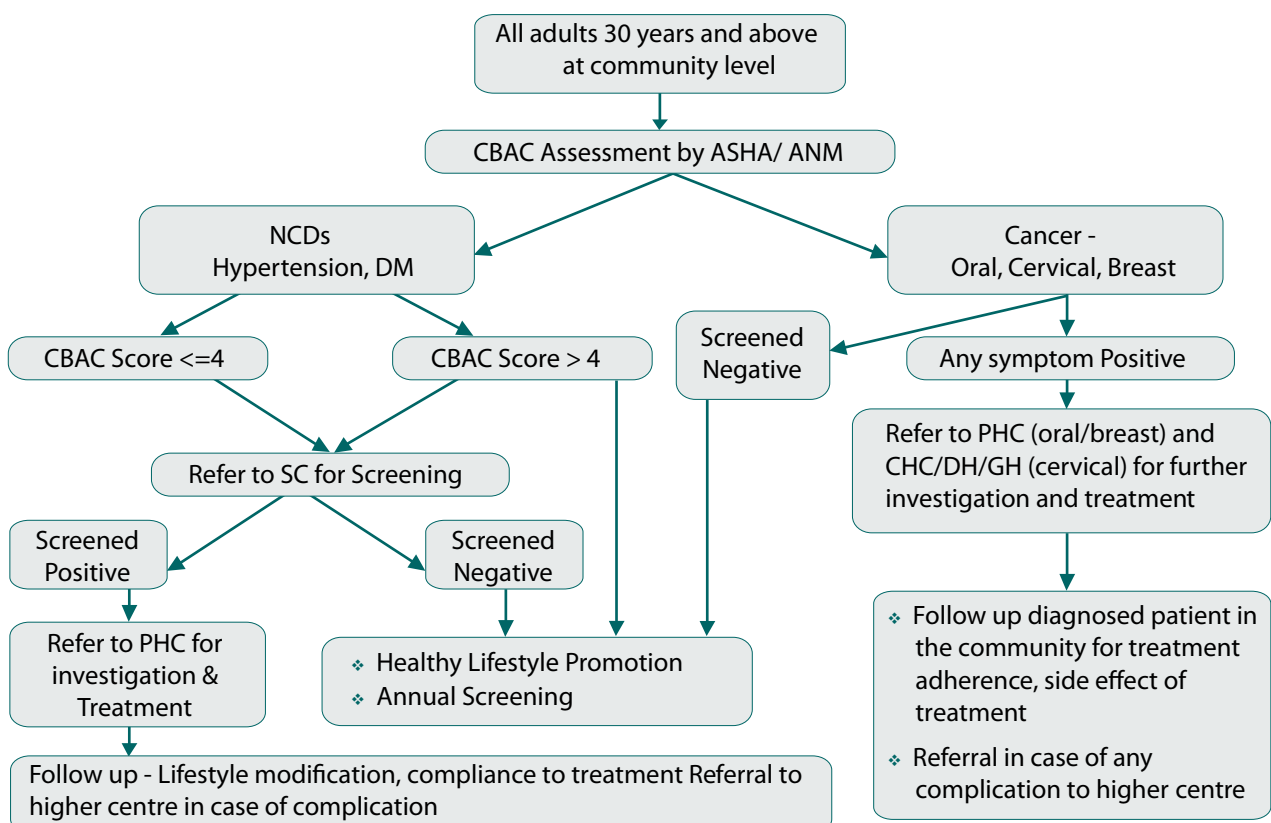 All adults 30 years and above
at community level
CBAC Assessment by ASHA/ ANM
NCDs
Hypertension, DM
Cancer -
Oral, Cervical, Breast
CBAC Score <=4
CBAC Score > 4
Screened
Negative
Any symptom Positive
Refer to SC for Screening
Refer to PHC (oral/breast) and
CHC/DH/GH (cervical) for further
investigation and treatment
Screened
Positive
Screened
Negative
Refer to PHC for
investigation &
Treatment
❖ Healthy Lifestyle Promotion
❖ Annual Screening
❖ Follow up diagnosed patient in
the community for treatment
adherence, side effect of
treatment
❖ Referral in case of any
complication to higher centre
Follow up - Lifestyle modification, compliance to treatment Referral to
higher centre in case of complication